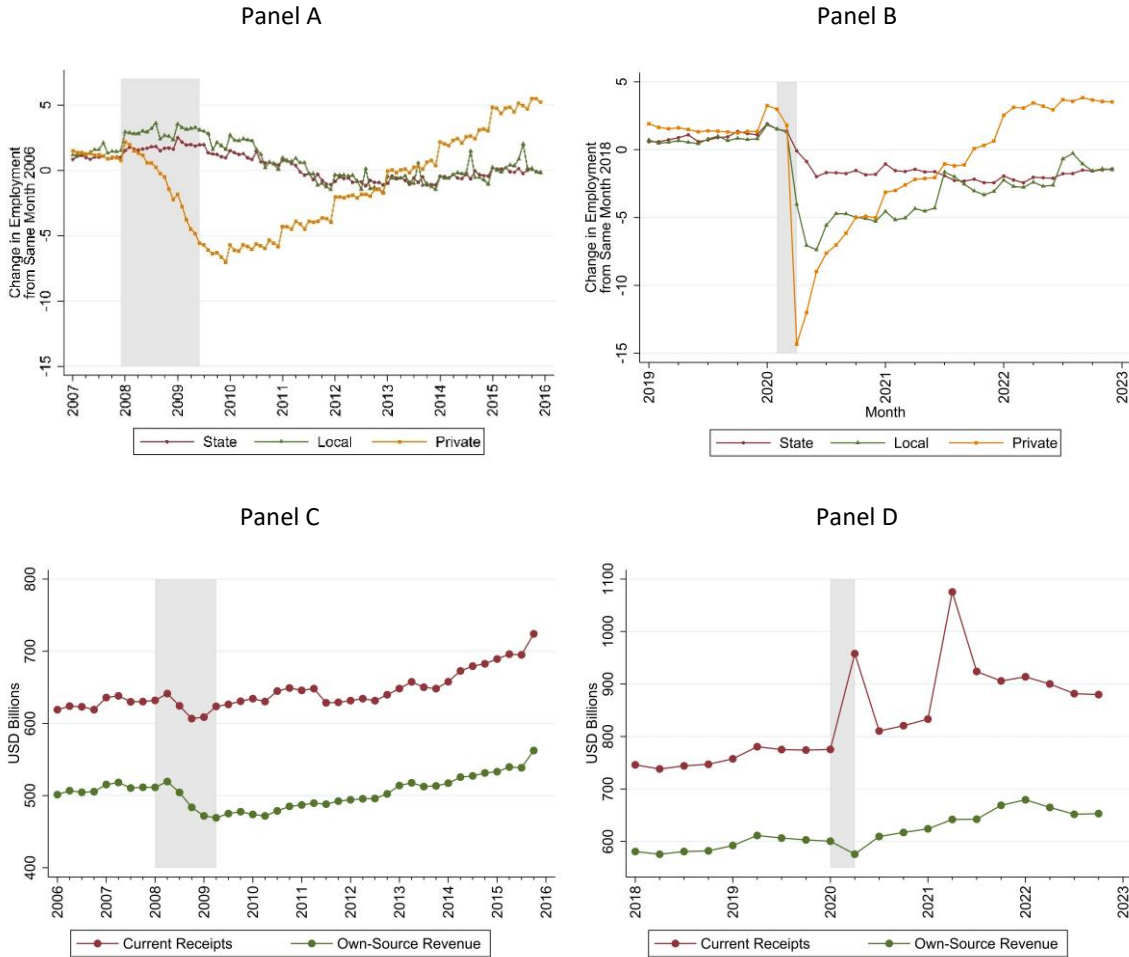 Panel A
Panel B
Change in Employment
from Same Month 2006
5
0
-5
-10
-15
2007
2008
2009
2010
2011
2012
2013
2014
2015
2016
State
Local
Private
Change in Employment
from Same Month 2018
5
0
-5
-10
-15
2019
2020
2021
2022
2023
Month
State
Local
Private
Panel C
Panel D
USD Billions
800
700
600
500
400
2006
2007
2008
2009
2010
2011
2012
2013
2014
2015
2016
Current Receipts
Own-Source Revenue
USD Billions
1100
1000
900
800
700
600
2018
2019
2020
2021
2022
2023
Current Receipts
Own-Source Revenue